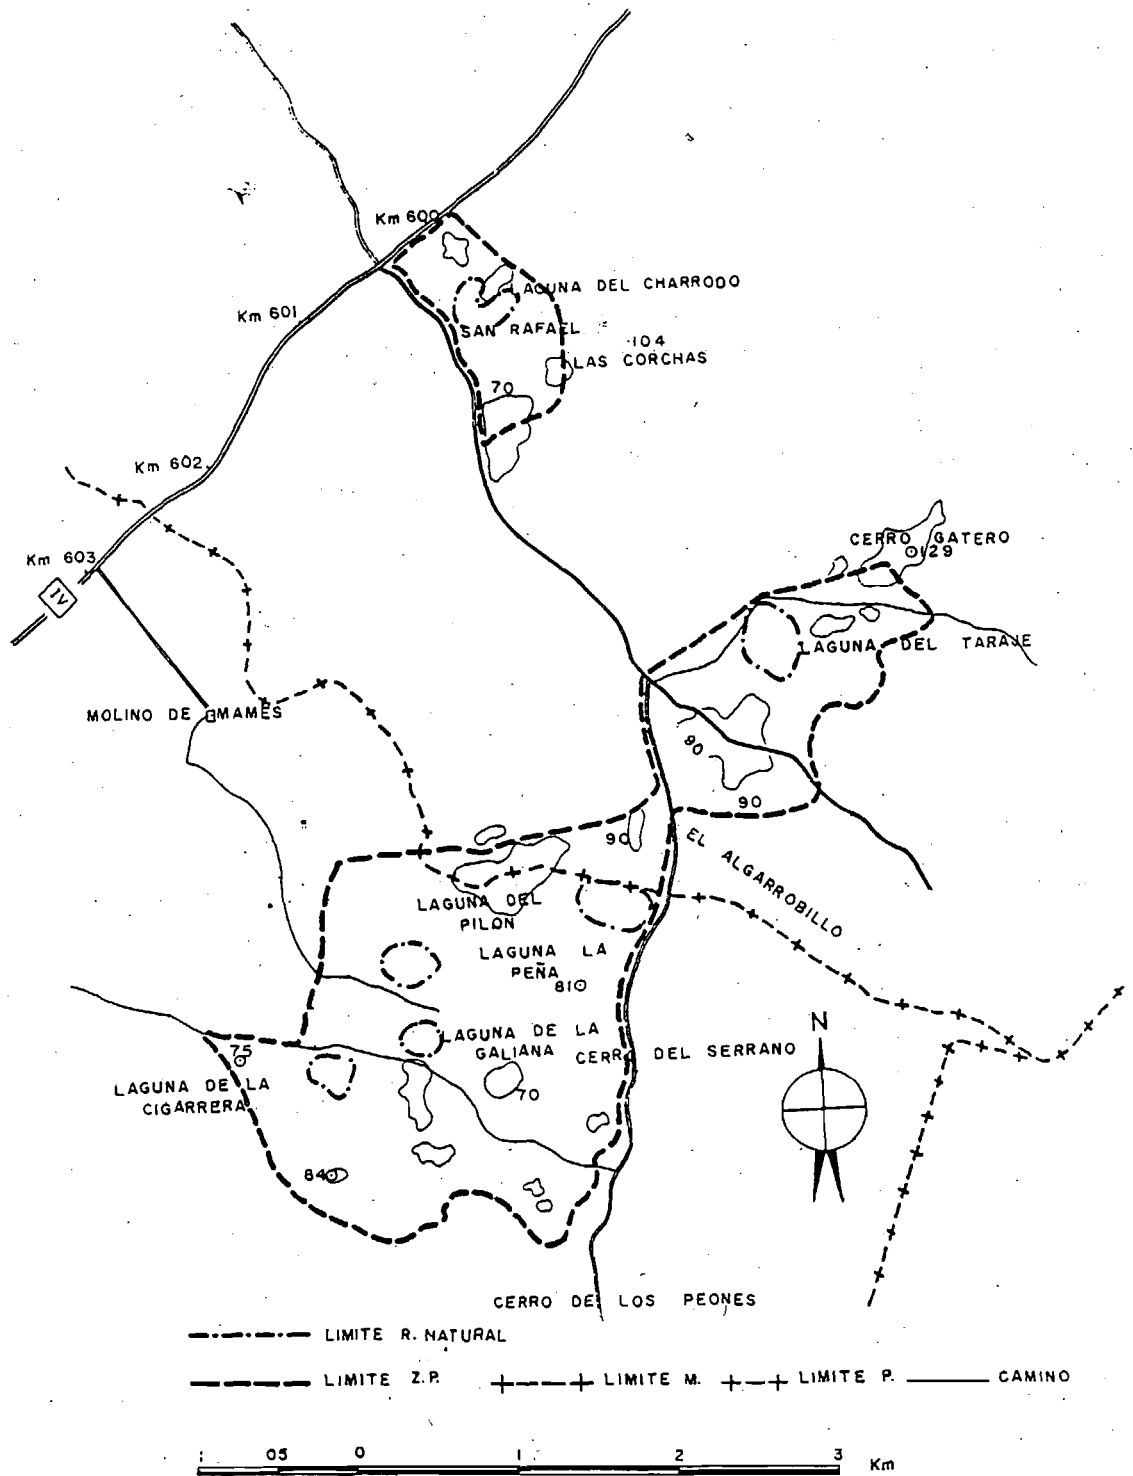 Km 600
LAGUNA DEL CHARRODO
Km 601
SAN RAFAEL
104
LAS CORCHAS
70
Km 602
CERRO GATERO
129
Km 603
IV
LAGUNA DEL TARAJE
MOLINO DE MAMES
90
90
90
EL ALGARROBILLO
LAGUNA DEL
PILON
LAGUNA LA
PEÑA
81
N
LAGUNA DE LA
GALIANA
CERRO DEL SERRANO
75
LAGUNA DE LA
CIGARRERA
70
84
CERRO DE LOS PEONES
LIMITE R. NATURAL
LIMITE Z.P.
LIMITE M.
LIMITE P.
CAMINO
1 05 0 1 2 3 Km